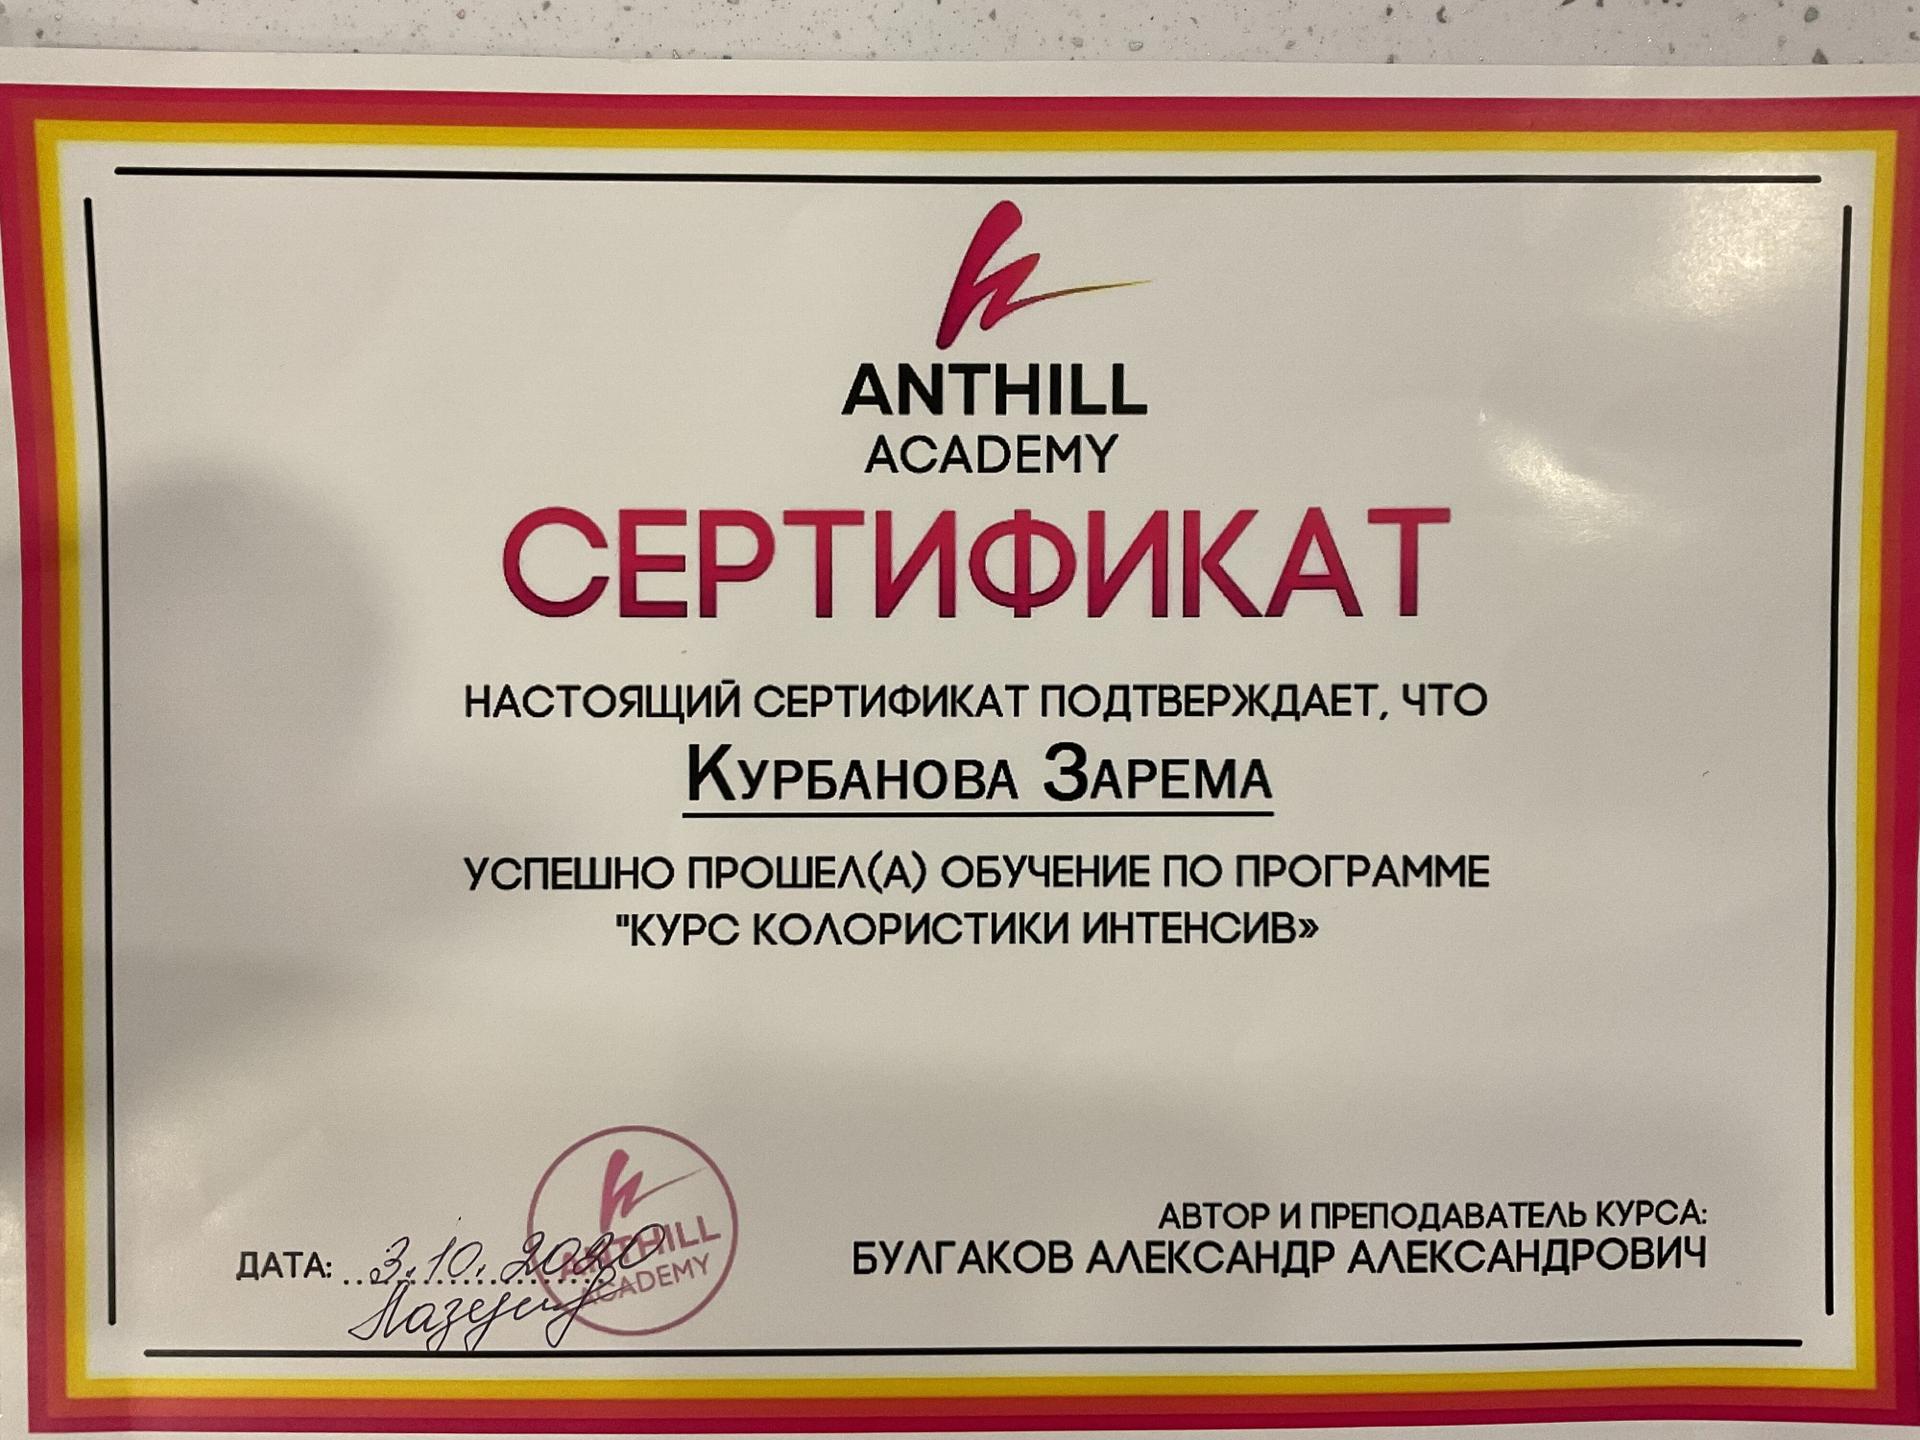 ANTHILL
ACADEMY
СЕРТИФИКАТ
НАСТОЯЩИЙ СЕРТИФИКАТ ПОДТВЕРЖДАЕТ, ЧТО
КУРБАНОВА ЗАРЕМА
УСПЕШНО ПРОШЕЛ(А) ОБУЧЕНИЕ ПО ПРОГРАММЕ
"КУРС КОЛОРИСТИКИ ИНТЕНСИВ»
ДАТА: 3.10.2020
ANTHILL
ACADEMY
АВТОР И ПРЕПОДАВАТЕЛЬ КУРСА:
БУЛГАКОВ АЛЕКСАНДР АЛЕКСАНДРОВИЧ